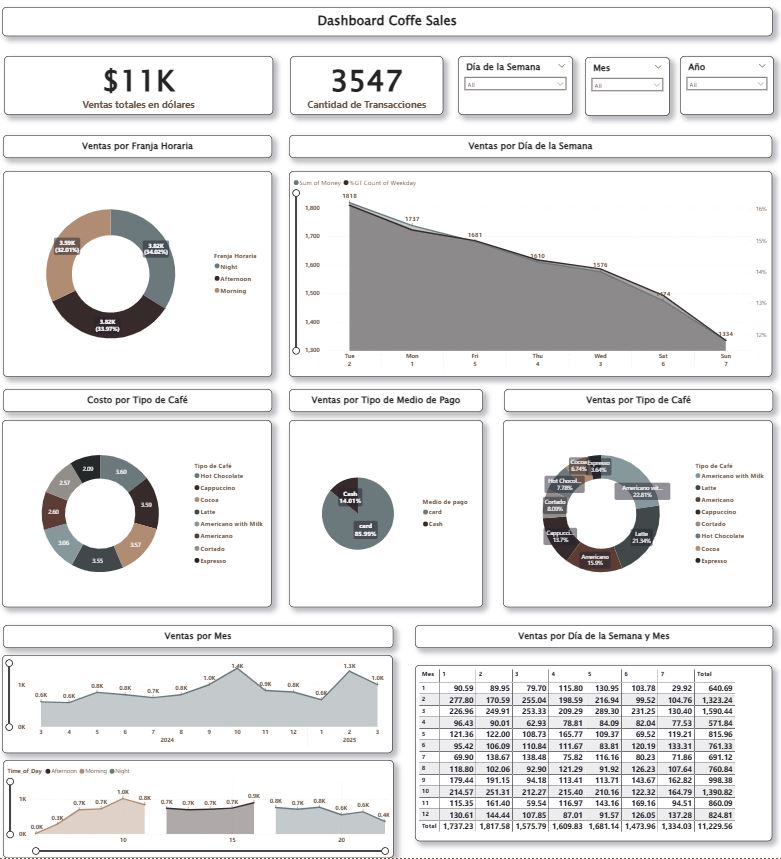 Dashboard Coffe Sales
$11K
Ventas totales en dólares
3547
Cantidad de Transacciones
Día de la Semana
All
Mes
All
Año
All
Ventas por Franja Horaria
Ventas por Día de la Semana
3.59K
(32.01%)
3.82K
(34.02%)
3.82K
(33.97%)
Franja Horaria
Night
Afternoon
Morning
Sum of Money %GT Count of Weekday
1818
1737
1681
1610
1576
1334
1,800
1,700
1,600
1,500
1,400
1,300
16%
15%
14%
13%
12%
Tue Mon Fri Thu Wed Sat Sun
2 1 5 4 3 6 7
Costo por Tipo de Café
Ventas por Tipo de Medio de Pago
Ventas por Tipo de Café
2.09
3.60
3.59
3.57
3.55
3.06
2.60
2.57
Tipo de Café
Hot Chocolate
Cappuccino
Cocoa
Latte
Americano with Milk
Americano
Cortado
Espresso
Cash
14.01%
card
85.99%
Medio de pago
card
Cash
Cocoa
6.74%
Espresso
3.64%
Hot Chocol...
7.78%
Americano wit...
22.81%
Cortado
8.09%
Cappucci...
13.7%
Latte
21.34%
Americano
15.9%
Tipo de Café
Americano with Milk
Latte
Americano
Cappuccino
Cortado
Hot Chocolate
Cocoa
Espresso
Ventas por Mes
Ventas por Día de la Semana y Mes
1K
0K
0.6K 0.6K 0.8K 0.8K 0.7K 0.8K 1.0K 1.4K 0.9K 0.8K 0.6K 1.3K 1.0K
3 4 5 6 7 8 9 10 11 12 1 2 3
2024 2025
Time_of_Day Afternoon Morning Night
1K
0K
0.0K 0.3K 0.7K 0.7K 1.0K 0.8K
0.7K 0.7K 0.7K 0.7K 0.9K
0.8K 0.7K 0.8K 0.6K 0.6K 0.4K
10 15 20
Mes 1 2 3 4 5 6 7 Total
1 90.59 89.95 79.70 115.80 130.95 103.78 29.92 640.69
2 277.80 170.59 255.04 198.59 216.94 99.52 104.76 1,323.24
3 226.96 249.91 253.33 209.29 289.30 231.25 130.40 1,590.44
4 96.43 90.01 62.93 78.81 84.09 82.04 77.53 571.84
5 121.36 122.00 108.73 165.77 109.37 69.52 119.21 815.96
6 95.42 106.09 110.84 111.67 83.81 120.19 133.31 761.33
7 69.90 138.67 138.48 75.82 116.16 80.23 71.86 691.12
8 118.80 102.06 92.90 121.29 91.92 126.23 107.64 760.84
9 179.44 191.15 94.18 113.41 113.71 143.67 162.82 998.38
10 214.57 251.31 212.27 215.40 210.16 122.32 164.79 1,390.82
11 115.35 161.40 59.54 116.97 143.16 169.16 94.51 860.09
12 130.61 144.44 107.85 87.01 91.57 126.05 137.28 824.81
Total 1,737.23 1,817.58 1,575.79 1,609.83 1,681.14 1,473.96 1,334.03 11,229.56